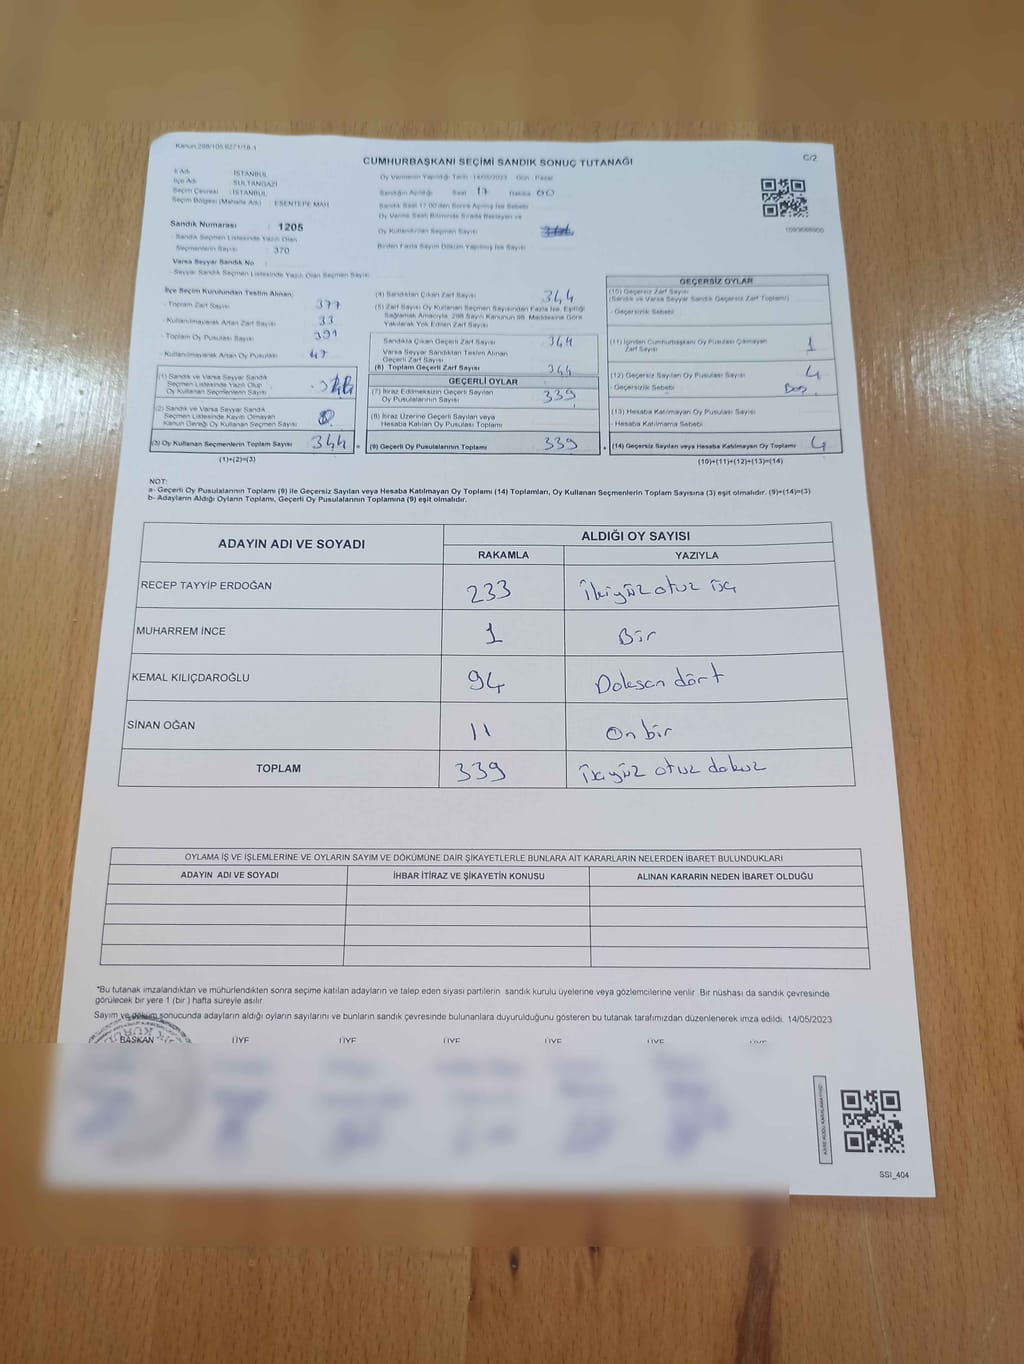 Kanun:298/105,6271/18-1
C/2
CUMHURBAŞKANI SEÇİMİ SANDIK SONUÇ TUTANAĞI
İl Adı : İSTANBUL
İlçe Adı : SULTANGAZİ
Seçim Çevresi : İSTANBUL
Seçim Bölgesi (Mahalle Adı) : ESENTEPE MAH.
Sandık Numarası : 1205
- Sandık Seçmen Listesinde Yazılı Olan
Seçmenlerin Sayısı : 370
Varsa Seyyar Sandık No :
- Seyyar Sandık Seçmen Listesinde Yazılı Olan Seçmen Sayısı:
Oy Vermenin Yapıldığı Tarih: 14/05/2023 Gün: Pazar
Sandığın Açıldığı Saat 17 Dakika 00
Sandık Saat 17.00'den Sonra Açılmış İse Sebebi
Oy Verme Saati Bitiminde Sırada Bekleyen ve
Oy Kullandırılan Seçmen Sayısı
Birden Fazla Sayım Döküm Yapılmış İse Sayısı
İlçe Seçim Kurulundan Teslim Alınan;
- Toplam Zarf Sayısı 377
- Kullanılmayarak Artan Zarf Sayısı 33
- Toplam Oy Pusulası Sayısı 391
- Kullanılmayarak Artan Oy Pusulası 47
(1) Sandık ve Varsa Seyyar Sandık
Seçmen Listesinde Yazılı Olup
Oy Kullanan Seçmenlerin Sayısı
(2) Sandık ve Varsa Seyyar Sandık
Seçmen Listesinde Kayıtlı Olmayan
Kanun Gereği Oy Kullanan Seçmen Sayısı
(3) Oy Kullanan Seçmenlerin Toplam Sayısı 344
(1)+(2)=(3)
(4) Sandıktan Çıkan Zarf Sayısı 344
(5) Zarf Sayısı Oy Kullanan Seçmen Sayısından Fazla ise, Eşitliği
Sağlamak Amacıyla, 298 Sayılı Kanunun 98. Maddesine Göre
Yakılarak Yok Edilen Zarf Sayısı
Sandıkta Çıkan Geçerli Zarf Sayısı 344
Varsa Seyyar Sandıktan Teslim Alınan
Geçerli Zarf Sayısı
(6) Toplam Geçerli Zarf Sayısı 344
GEÇERLİ OYLAR
(7) İtiraz Edilmeksizin Geçerli Sayılan
Oy Pusulalarının Sayısı 339
(8) İtiraz Üzerine Geçerli Sayılan veya
Hesaba Katılan Oy Pusulası Toplamı
= (9) Geçerli Oy Pusulalarının Toplamı 339
GEÇERSİZ OYLAR
(10) Geçersiz Zarf Sayısı
(Sandık ve Varsa Seyyar Sandık Geçersiz Zarf Toplamı)
- Geçersizlik Sebebi
(11) İçinden Cumhurbaşkanı Oy Pusulası Çıkmayan
Zarf Sayısı 1
(12) Geçersiz Sayılan Oy Pusulası Sayısı 4
- Geçersizlik Sebebi Boş
(13) Hesaba Katılmayan Oy Pusulası Sayısı
- Hesaba Katılmama Sebebi
+ (14) Geçersiz Sayılan veya Hesaba Katılmayan Oy Toplamı 4
(10)+(11)+(12)+(13)=(14)
NOT:
a- Geçerli Oy Pusulalarının Toplamı (9) ile Geçersiz Sayılan veya Hesaba Katılmayan Oy Toplamı (14) Toplamları, Oy Kullanan Seçmenlerin Toplam Sayısına (3) eşit olmalıdır. (9)+(14)=(3)
b- Adayların Aldığı Oyların Toplamı, Geçerli Oy Pusulalarının Toplamına (9) eşit olmalıdır.
ADAYIN ADI VE SOYADI ALDIĞI OY SAYISI
RAKAMLA YAZIYLA
RECEP TAYYİP ERDOĞAN 233 İkiyüz otuz üç
MUHARREM İNCE 1 Bir
KEMAL KILIÇDAROĞLU 94 Doksan dört
SİNAN OĞAN 11 On bir
TOPLAM 339 İkiyüz otuz dokuz
OYLAMA İŞ VE İŞLEMLERİNE VE OYLARIN SAYIM VE DÖKÜMÜNE DAİR ŞİKAYETLERLE BUNLARA AİT KARARLARIN NELERDEN İBARET BULUNDUKLARI
ADAYIN ADI VE SOYADI İHBAR İTİRAZ VE ŞİKAYETİN KONUSU ALINAN KARARIN NEDEN İBARET OLDUĞU
*Bu tutanak imzalandıktan ve mühürlendikten sonra seçime katılan adayların ve talep eden siyasi partilerin sandık kurulu üyelerine veya gözlemcilerine verilir. Bir nüshası da sandık çevresinde
görülecek bir yere 1 (bir) hafta süreyle asılır.
Sayım ve döküm sonucunda adayların aldığı oyların sayılarını ve bunların sandık çevresinde bulunanlara duyurulduğunu gösteren bu tutanak tarafımızdan düzenlenerek imza edildi. 14/05/2023
BAŞKAN ÜYE ÜYE ÜYE ÜYE ÜYE ÜYE
SSİ_404